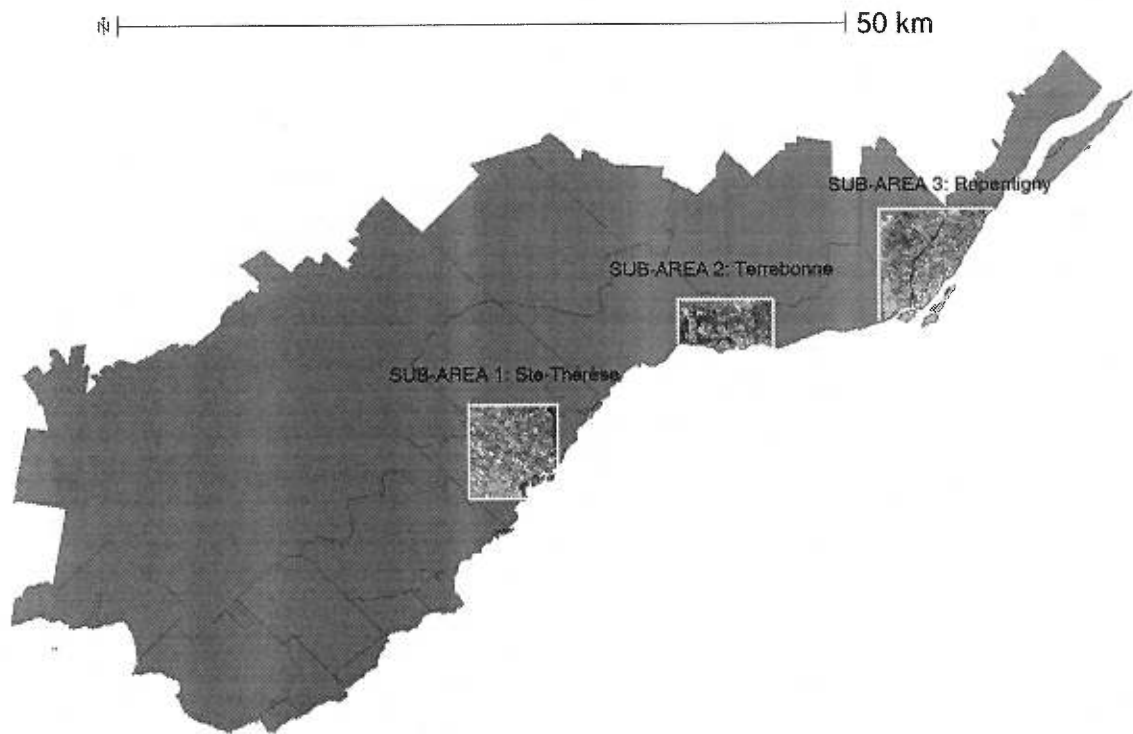 N 50 km
SUB-AREA 3: Repentigny
SUB-AREA 2: Terrebonne
SUB-AREA 1: Ste-Thérèse